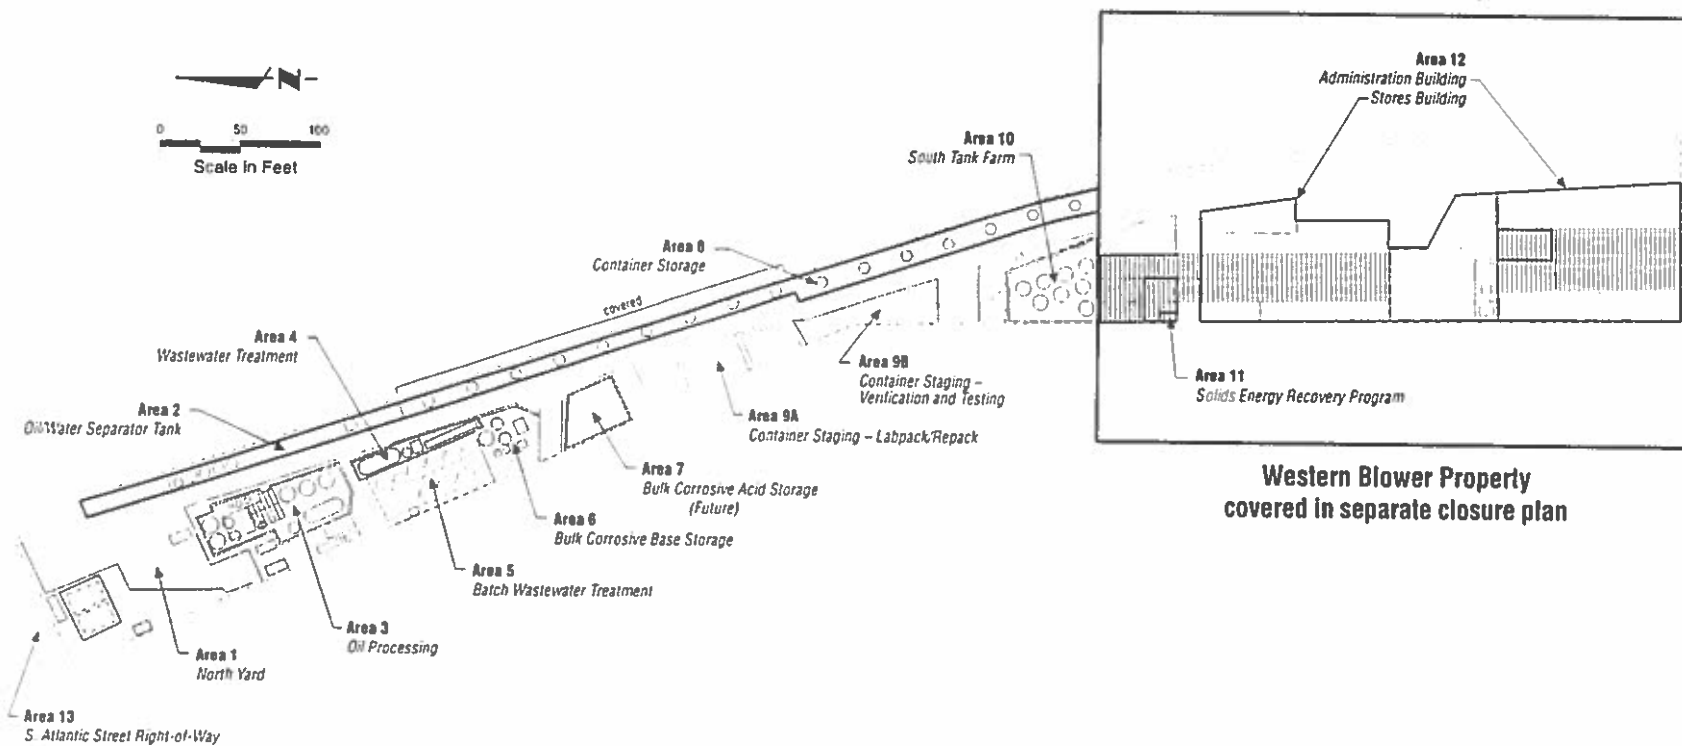 N
0 50 100
Scale in Feet
Area 12
Administration Building
Stores Building
Area 10
South Tank Farm
Area 8
Container Storage
covered
Area 4
Wastewater Treatment
Area 2
Oil/Water Separator Tank
Area 9B
Container Staging –
Verification and Testing
Area 11
Solids Energy Recovery Program
Area 9A
Container Staging – Labpack/Repack
Area 7
Bulk Corrosive Acid Storage
(Future)
Area 6
Bulk Corrosive Base Storage
Area 5
Batch Wastewater Treatment
Area 3
Oil Processing
Area 1
North Yard
Area 13
S. Atlantic Street Right-of-Way
Western Blower Property
covered in separate closure plan